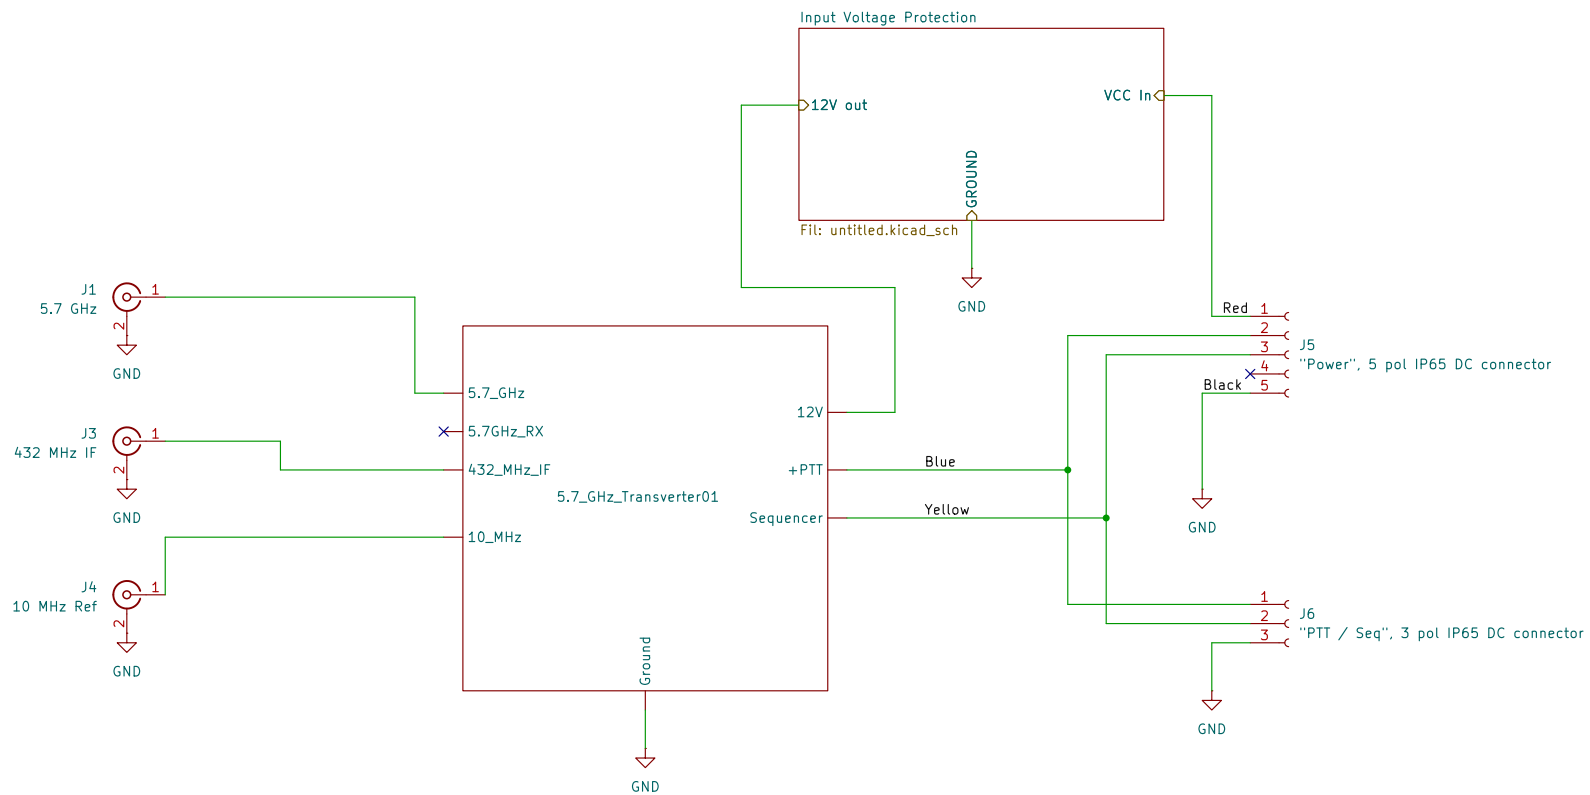 Input Voltage Protection
12V out
VCC In
GROUND
Fil: untitled.kicad_sch
GND
J1
5.7 GHz
1
2
GND
J3
432 MHz IF
1
2
GND
J4
10 MHz Ref
1
2
GND
5.7_GHz
5.7GHz_RX
432_MHz_IF
10_MHz
5.7_GHz_Transverter01
12V
+PTT
Sequencer
Ground
GND
Blue
Yellow
Red
Black
1
2
3
4
5
J5
"Power", 5 pol IP65 DC connector
GND
1
2
3
J6
"PTT / Seq", 3 pol IP65 DC connector
GND